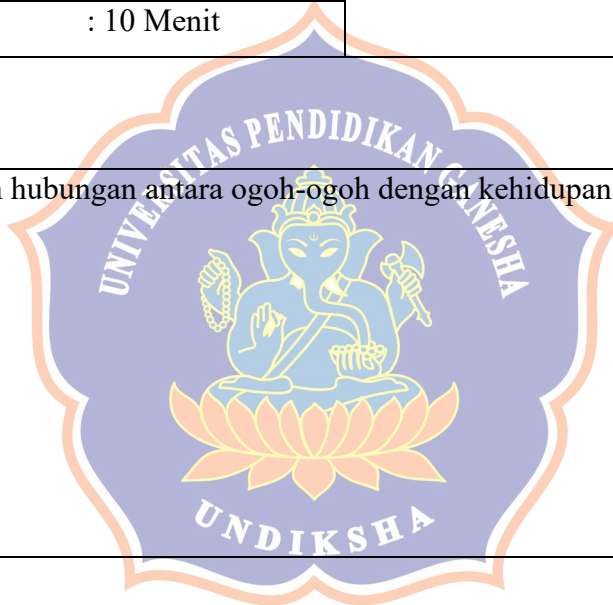 : 10 Menit
UNIVERSITAS PENDIDIKAN GANESHA
hubungan antara ogoh-ogoh dengan kehidupan
UNDIKSHA